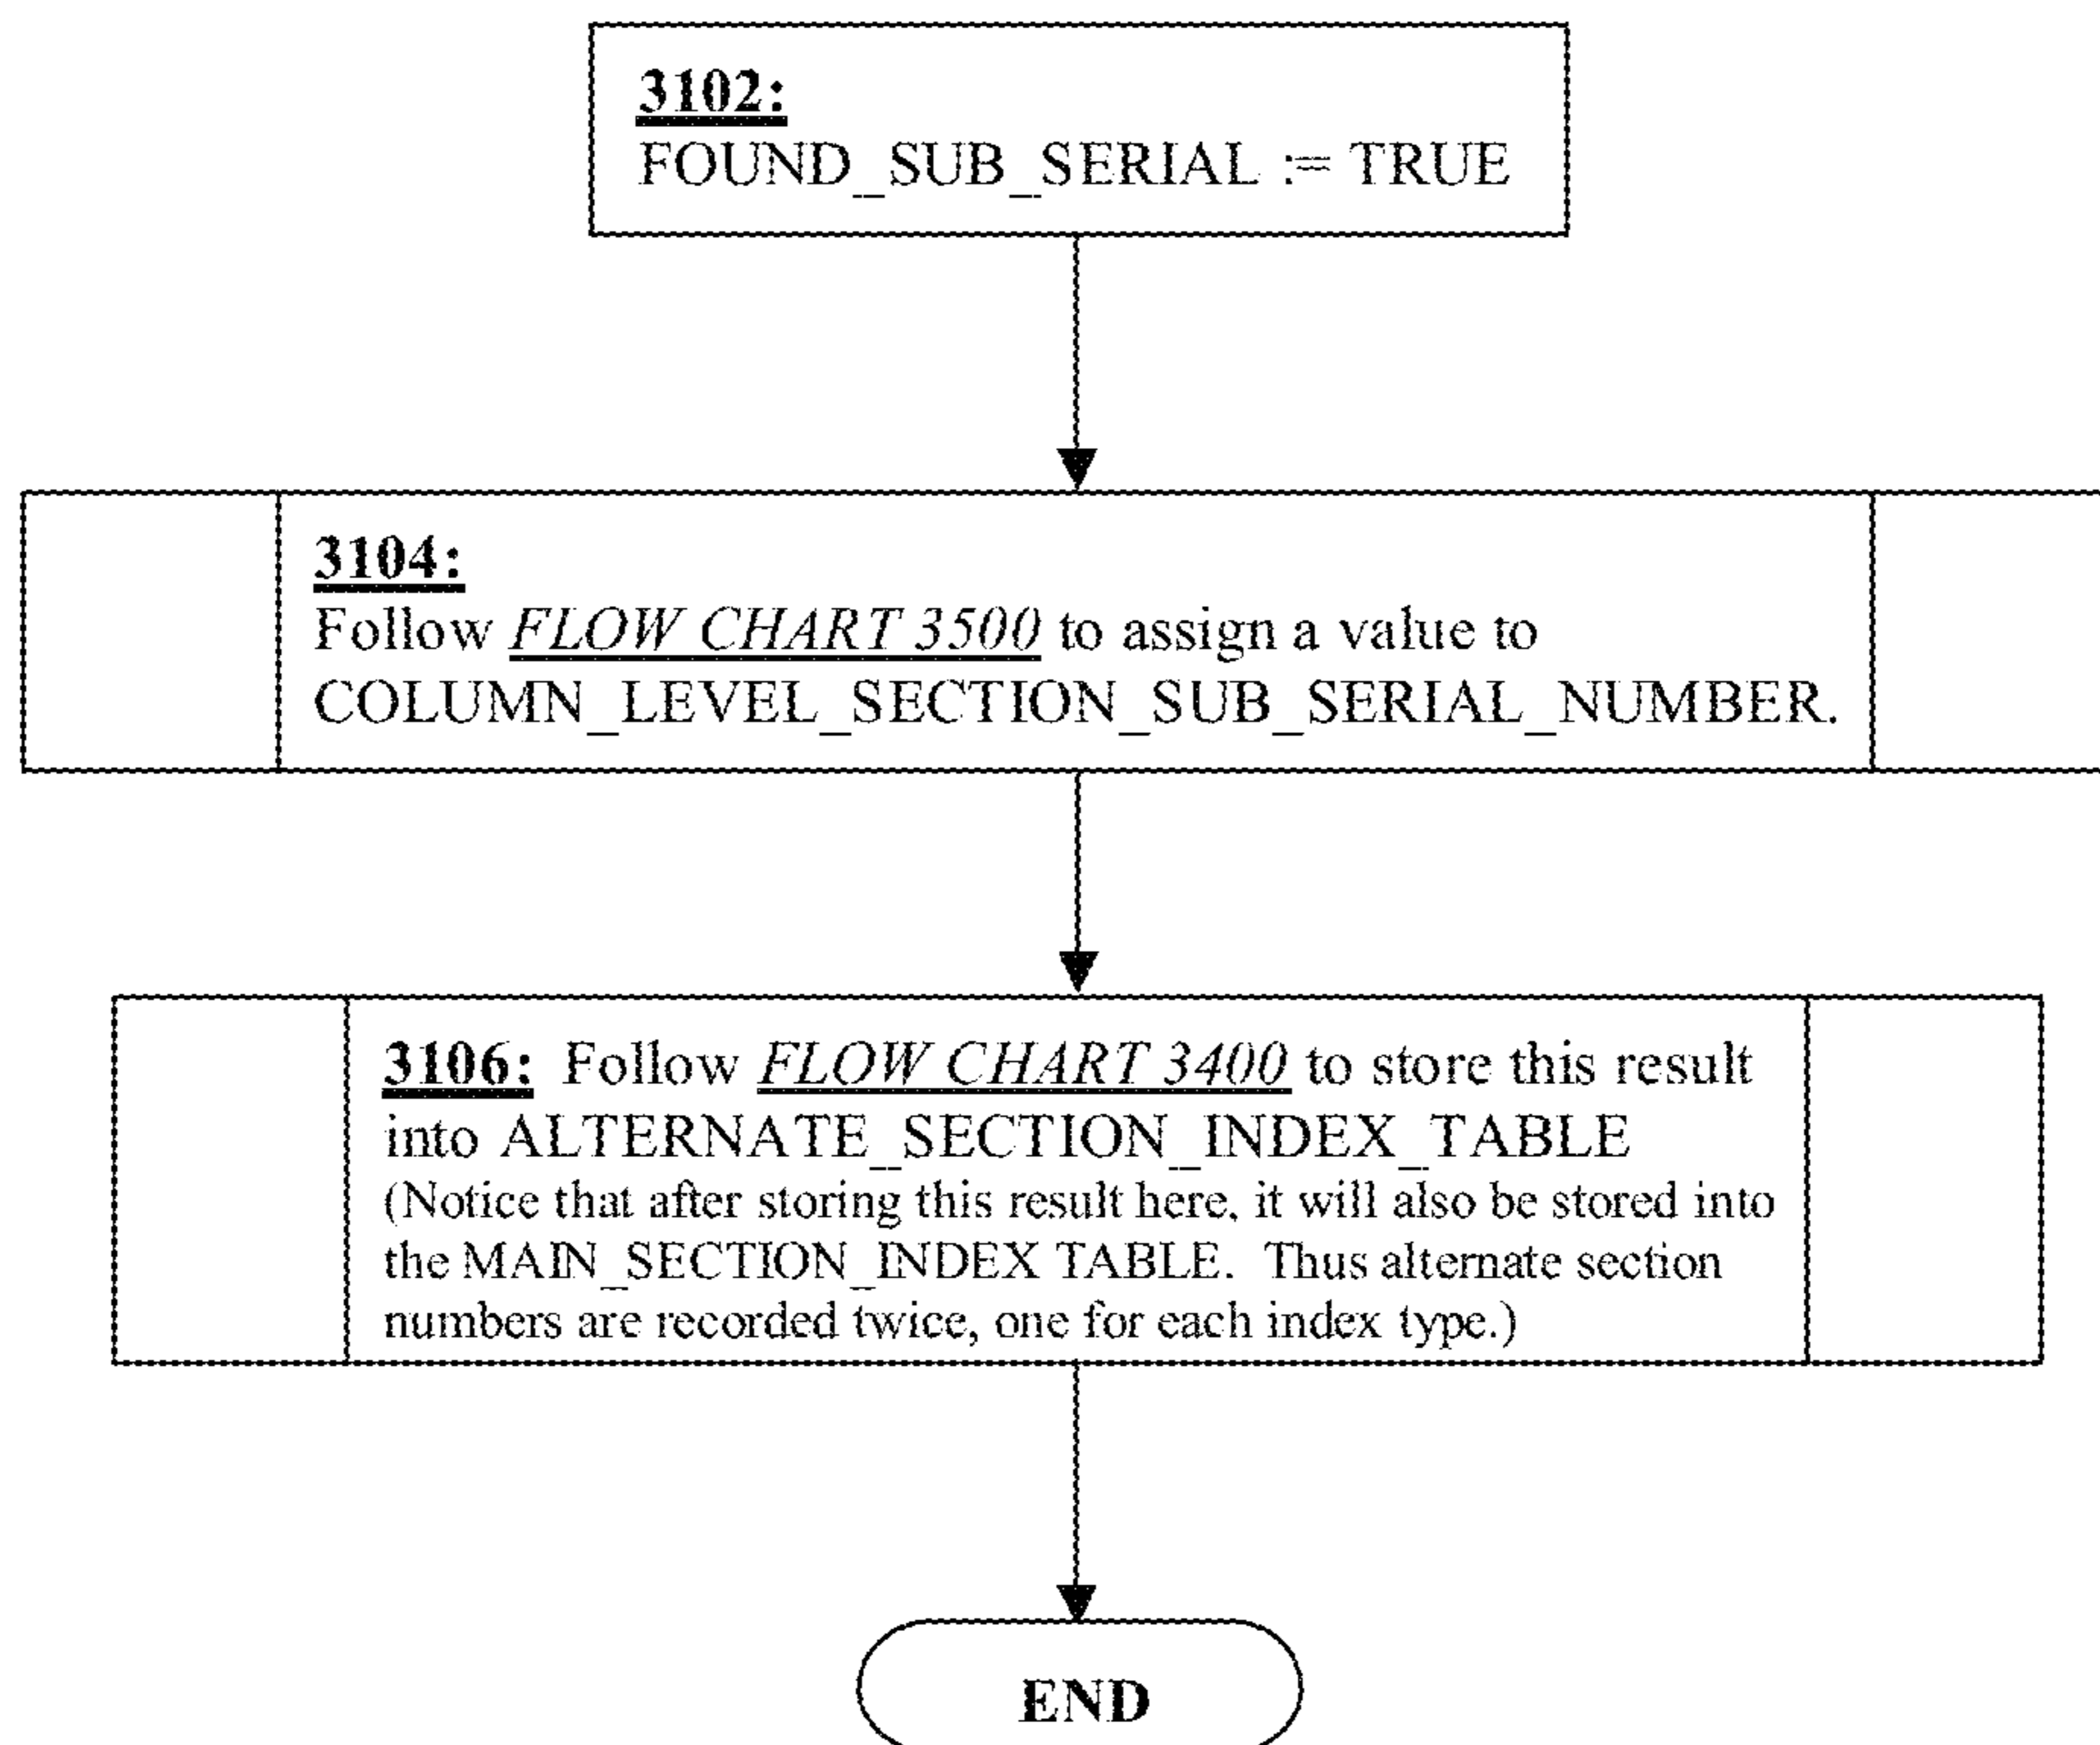 3102:
FOUND_SUB_SERIAL := TRUE
3104:
Follow FLOW CHART 3500 to assign a value to
COLUMN_LEVEL_SECTION_SUB_SERIAL_NUMBER.
3106: Follow FLOW CHART 3400 to store this result
into ALTERNATE_SECTION_INDEX_TABLE
(Notice that after storing this result here, it will also be stored into
the MAIN_SECTION_INDEX TABLE. Thus alternate section
numbers are recorded twice, one for each index type.)
END